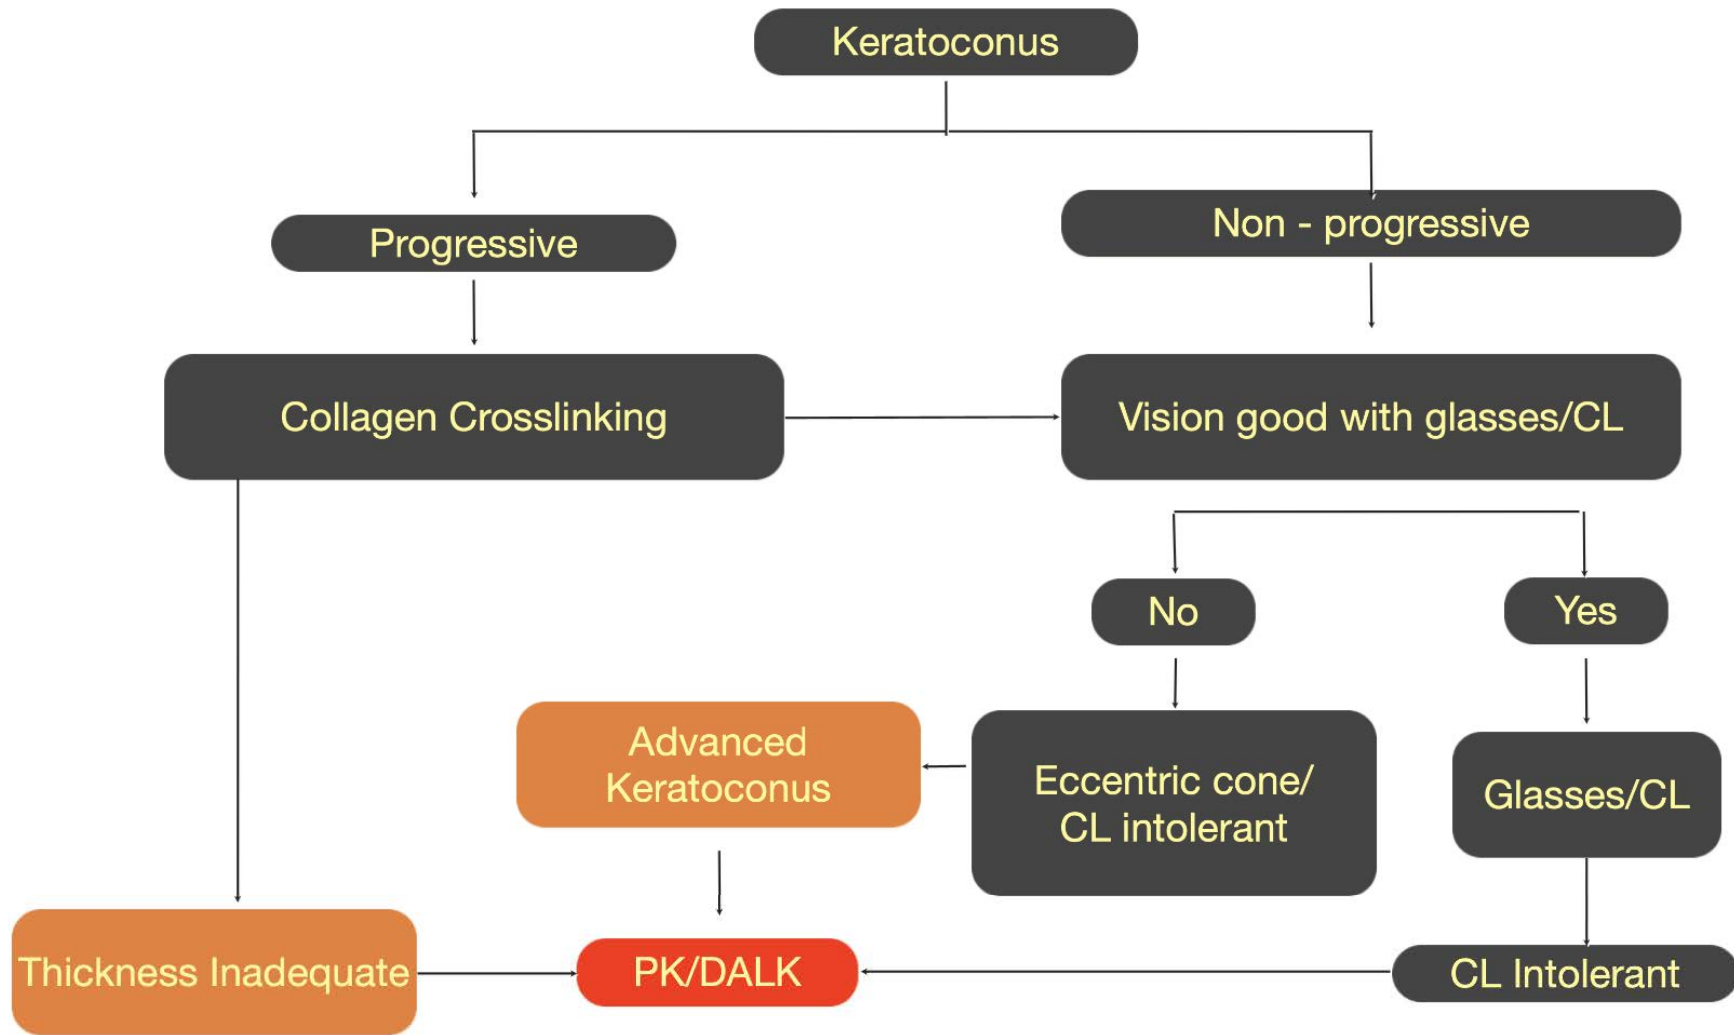 Keratoconus
Progressive
Non - progressive
Collagen Crosslinking
Vision good with glasses/CL
No
Yes
Advanced
Keratoconus
Eccentric cone/
CL intolerant
Glasses/CL
Thickness Inadequate
PK/DALK
CL Intolerant